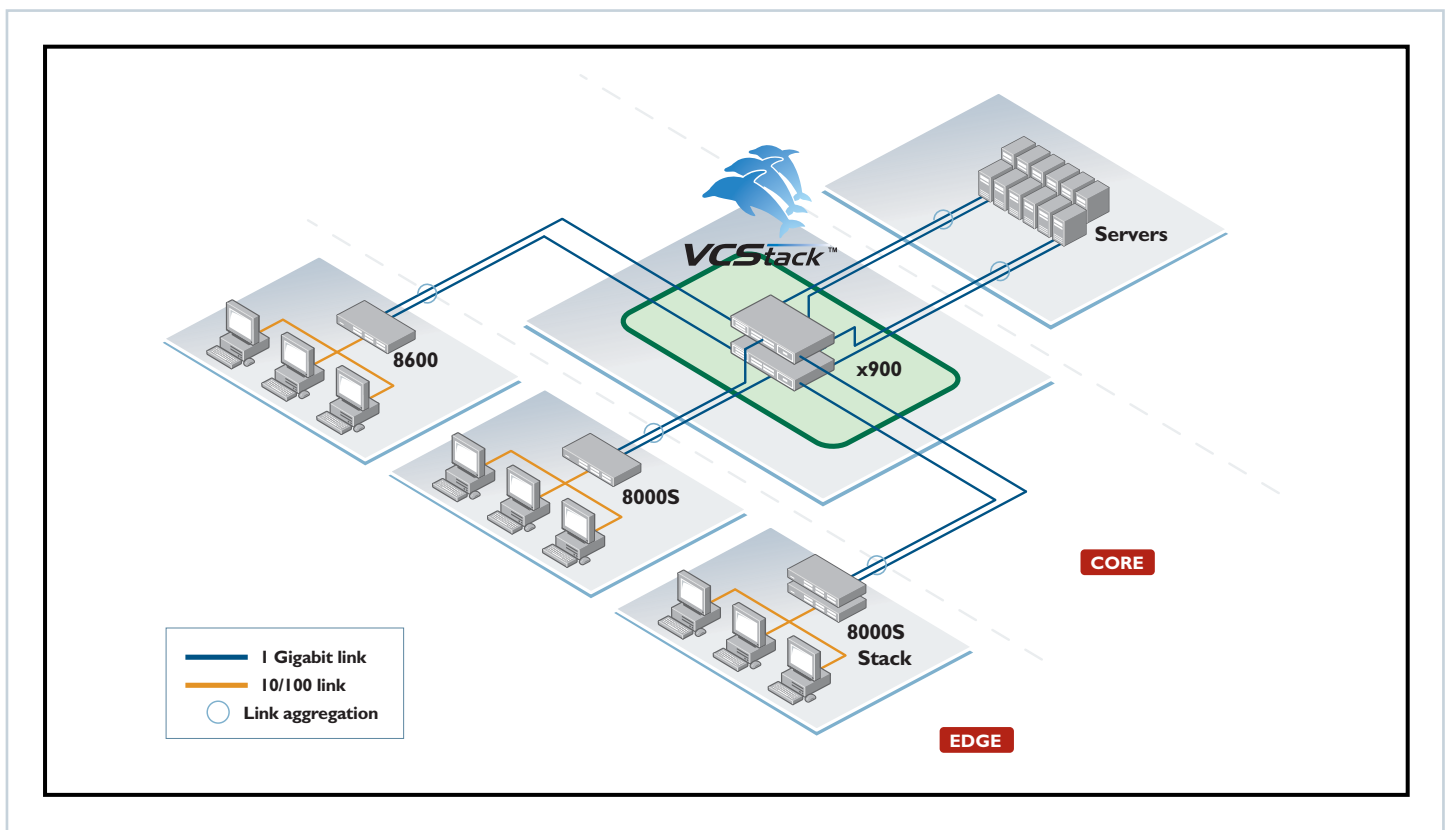 Servers
VCStack™
x900
8600
8000S
8000S
Stack
CORE
EDGE
1 Gigabit link
10/100 link
Link aggregation